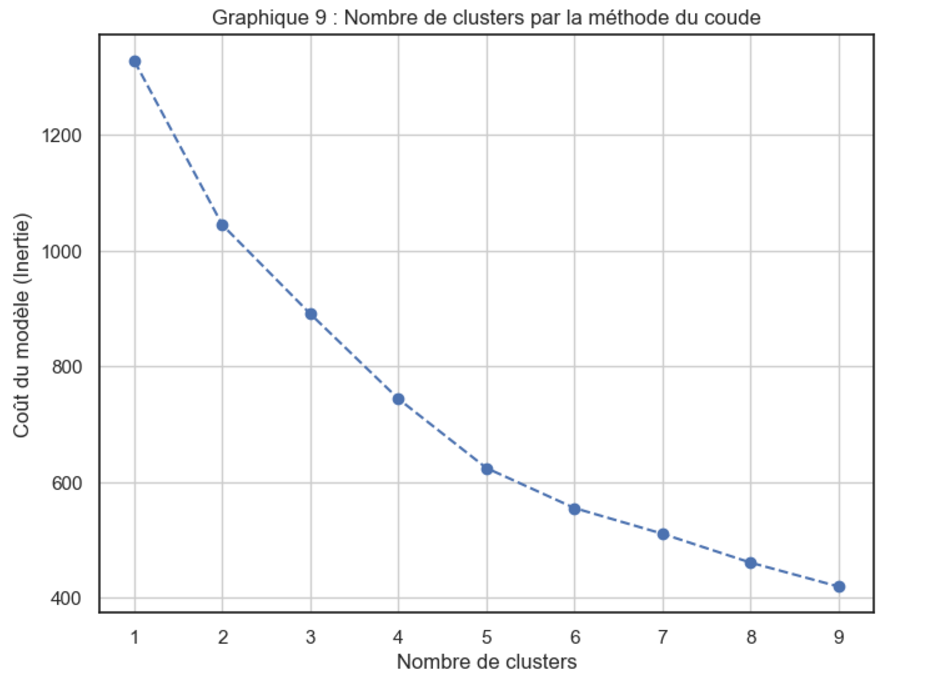 Graphique 9 : Nombre de clusters par la méthode du coude
Coût du modèle (Inertie)
1200
1000
800
600
400
1 2 3 4 5 6 7 8 9
Nombre de clusters